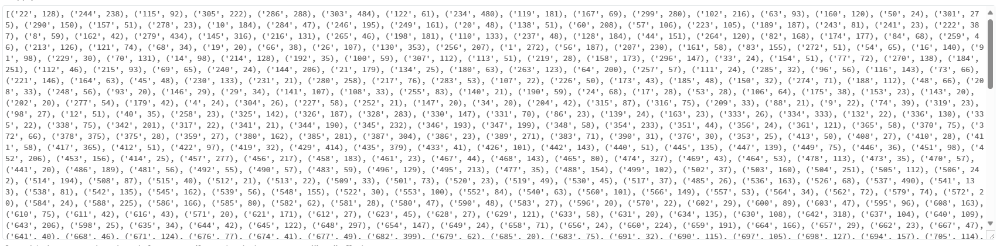 [('22', 128), ('244', 238), ('115', 92), ('305', 222), ('286', 288), ('303', 484), ('122', 61), ('234', 480), ('119', 181), ('167', 69), ('299', 280), ('102', 216), ('63', 93), ('160', 120), ('50', 24), ('301', 27
5), ('290', 150), ('157', 51), ('278', 23), ('10', 184), ('284', 47), ('246', 195), ('249', 161), ('20', 48), ('138', 51), ('60', 208), ('57', 106), ('223', 105), ('189', 187), ('243', 81), ('241', 23), ('222', 38
7), ('8', 59), ('162', 42), ('279', 434), ('145', 316), ('216', 131), ('265', 46), ('198', 181), ('110', 133), ('237', 48), ('128', 184), ('44', 151), ('264', 120), ('82', 168), ('174', 177), ('84', 68), ('259', 4
6), ('213', 126), ('121', 74), ('68', 34), ('19', 20), ('66', 38), ('26', 107), ('130', 353), ('256', 207), ('1', 272), ('56', 187), ('207', 230), ('161', 58), ('83', 155), ('272', 51), ('54', 65), ('16', 140), ('9
1', 98), ('229', 30), ('70', 131), ('14', 98), ('214', 128), ('192', 35), ('100', 59), ('307', 112), ('113', 51), ('219', 28), ('158', 173), ('296', 147), ('33', 24), ('154', 51), ('77', 72), ('270', 138), ('184',
251), ('112', 46), ('215', 93), ('69', 65), ('240', 24), ('144', 206), ('21', 179), ('134', 25), ('180', 63), ('263', 123), ('64', 200), ('257', 57), ('111', 24), ('285', 32), ('96', 56), ('116', 143), ('73', 66),
('221', 146), ('164', 63), ('45', 48), ('230', 133), ('231', 21), ('280', 258), ('217', 76), ('283', 53), ('107', 22), ('226', 50), ('173', 43), ('185', 48), ('150', 32), ('274', 71), ('188', 112), ('48', 66), ('20
8', 33), ('248', 56), ('93', 20), ('146', 29), ('29', 34), ('141', 107), ('108', 33), ('255', 83), ('140', 21), ('190', 59), ('24', 68), ('17', 28), ('53', 28), ('106', 64), ('175', 38), ('153', 23), ('143', 20),
('202', 20), ('277', 54), ('179', 42), ('4', 24), ('304', 26), ('227', 58), ('252', 21), ('147', 20), ('34', 20), ('204', 42), ('315', 87), ('316', 75), ('209', 33), ('88', 21), ('9', 22), ('74', 39), ('319', 23),
('98', 27), ('12', 51), ('40', 35), ('258', 23), ('325', 142), ('326', 187), ('328', 283), ('330', 147), ('331', 70), ('86', 23), ('139', 24), ('163', 23), ('333', 26), ('334', 333), ('132', 22), ('336', 130), ('33
5', 22), ('338', 75), ('342', 201), ('317', 22), ('341', 21), ('344', 190), ('345', 232), ('346', 193), ('347', 199), ('348', 58), ('354', 233), ('351', 44), ('356', 24), ('361', 121), ('365', 58), ('370', 75), ('3
72', 66), ('378', 375), ('375', 28), ('359', 27), ('380', 162), ('385', 281), ('387', 304), ('386', 23), ('389', 271), ('383', 71), ('390', 31), ('376', 30), ('353', 25), ('413', 50), ('408', 27), ('410', 28), ('41
1', 58), ('417', 365), ('412', 51), ('422', 97), ('419', 32), ('429', 414), ('435', 379), ('433', 41), ('426', 101), ('442', 143), ('440', 51), ('445', 135), ('447', 139), ('449', 75), ('446', 36), ('451', 98), ('4
52', 206), ('453', 156), ('414', 25), ('457', 277), ('456', 217), ('458', 183), ('461', 23), ('467', 44), ('468', 143), ('465', 80), ('474', 327), ('469', 43), ('464', 53), ('478', 113), ('473', 35), ('470', 57),
('441', 20), ('486', 189), ('481', 56), ('492', 55), ('490', 57), ('483', 59), ('496', 129), ('495', 213), ('477', 35), ('488', 154), ('499', 102), ('502', 37), ('503', 160), ('504', 251), ('505', 112), ('506', 24
2), ('514', 194), ('508', 87), ('515', 40), ('512', 21), ('513', 22), ('509', 33), ('501', 73), ('520', 23), ('519', 49), ('530', 45), ('517', 37), ('485', 26), ('536', 163), ('526', 68), ('537', 490), ('541', 13
3), ('538', 81), ('542', 135), ('545', 162), ('539', 56), ('548', 155), ('522', 30), ('553', 100), ('552', 84), ('540', 63), ('560', 101), ('566', 149), ('557', 53), ('564', 34), ('562', 72), ('579', 74), ('572', 2
0), ('584', 24), ('588', 225), ('586', 166), ('585', 80), ('582', 62), ('581', 28), ('580', 47), ('590', 48), ('583', 27), ('596', 20), ('570', 22), ('602', 29), ('600', 89), ('603', 47), ('595', 96), ('608', 163),
('610', 75), ('611', 42), ('616', 43), ('571', 20), ('621', 171), ('612', 27), ('623', 45), ('628', 27), ('629', 121), ('633', 58), ('631', 20), ('634', 135), ('630', 108), ('642', 318), ('637', 104), ('640', 109),
('643', 206), ('598', 25), ('635', 34), ('644', 42), ('645', 122), ('648', 297), ('654', 147), ('649', 24), ('658', 71), ('656', 24), ('660', 224), ('659', 191), ('664', 166), ('657', 29), ('662', 23), ('667', 47),
('641', 40), ('668', 46), ('671', 124), ('676', 77), ('674', 41), ('677', 49), ('682', 399), ('679', 62), ('685', 20), ('683', 75), ('691', 32), ('690', 115), ('697', 105), ('698', 127), ('694', 157), ('705', 114),